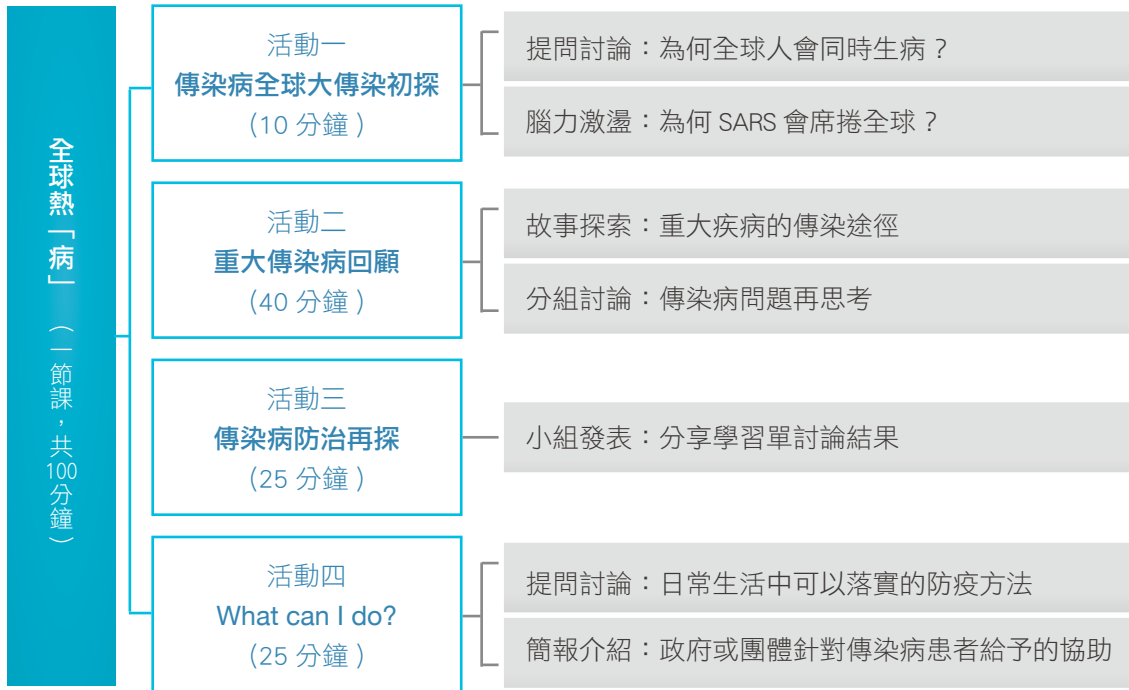 全球熱「病」（一節課，共100分鐘）
活動一
傳染病全球大傳染初探
（10 分鐘）
提問討論：為何全球人會同時生病？
腦力激盪：為何 SARS 會席捲全球？
活動二
重大傳染病回顧
（40 分鐘）
故事探索：重大疾病的傳染途徑
分組討論：傳染病問題再思考
活動三
傳染病防治再探
（25 分鐘）
小組發表：分享學習單討論結果
活動四
What can I do?
（25 分鐘）
提問討論：日常生活中可以落實的防疫方法
簡報介紹：政府或團體針對傳染病患者給予的協助